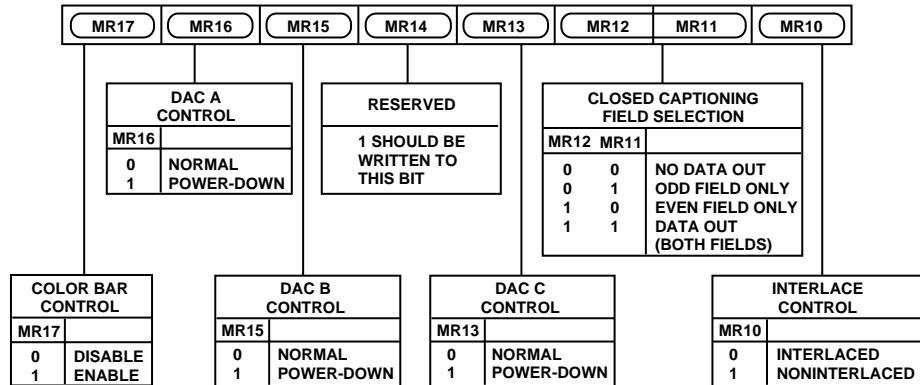 MR17 MR16 MR15 MR14 MR13 MR12 MR11 MR10
DAC A
CONTROL
MR16
0 NORMAL
1 POWER-DOWN
RESERVED
1 SHOULD BE
WRITTEN TO
THIS BIT
CLOSED CAPTIONING
FIELD SELECTION
MR12 MR11
0 0 NO DATA OUT
0 1 ODD FIELD ONLY
1 0 EVEN FIELD ONLY
1 1 DATA OUT
(BOTH FIELDS)
COLOR BAR
CONTROL
MR17
0 DISABLE
1 ENABLE
DAC B
CONTROL
MR15
0 NORMAL
1 POWER-DOWN
DAC C
CONTROL
MR13
0 NORMAL
1 POWER-DOWN
INTERLACE
CONTROL
MR10
0 INTERLACED
1 NONINTERLACED